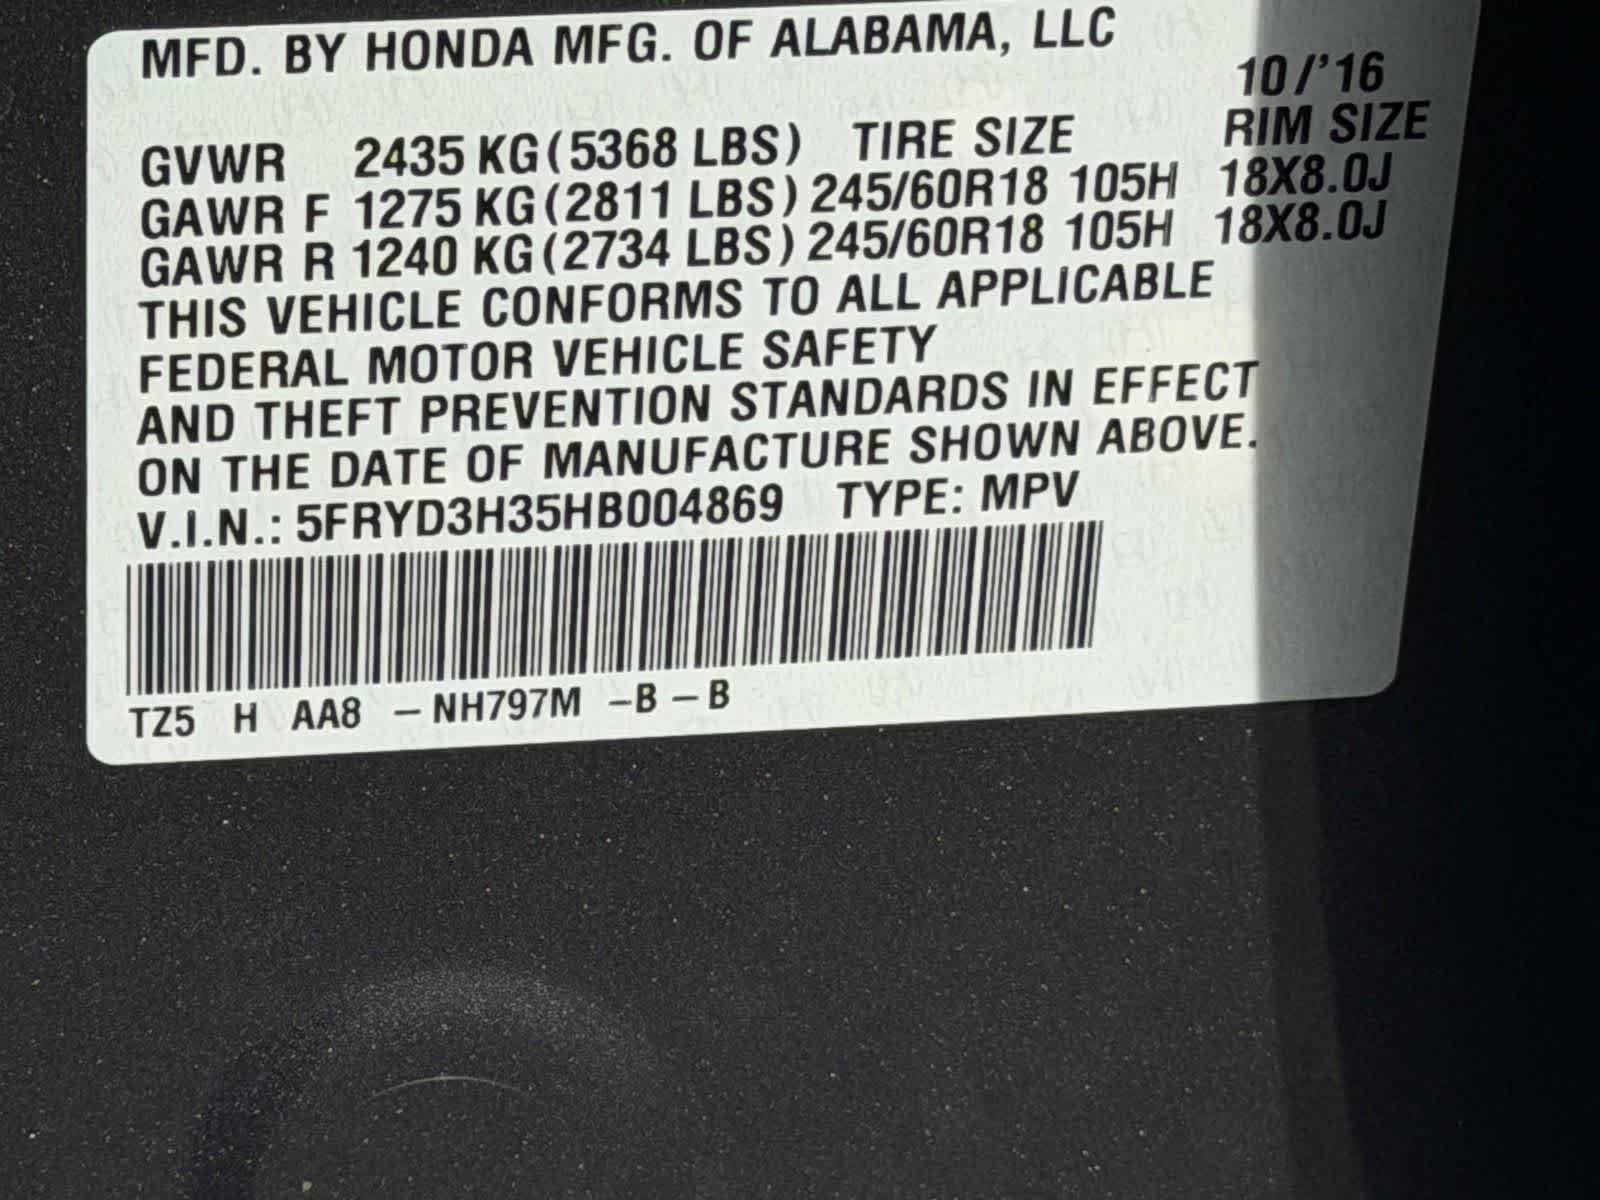 MFD. BY HONDA MFG. OF ALABAMA, LLC
10/'16
GVWR 2435 KG(5368 LBS) TIRE SIZE RIM SIZE
GAWR F 1275 KG(2811 LBS) 245/60R18 105H 18X8.0J
GAWR R 1240 KG(2734 LBS) 245/60R18 105H 18X8.0J
THIS VEHICLE CONFORMS TO ALL APPLICABLE
FEDERAL MOTOR VEHICLE SAFETY
AND THEFT PREVENTION STANDARDS IN EFFECT
ON THE DATE OF MANUFACTURE SHOWN ABOVE.
V.I.N.: 5FRYD3H35HB004869 TYPE: MPV
TZ5 H AA8 -NH797M -B-B